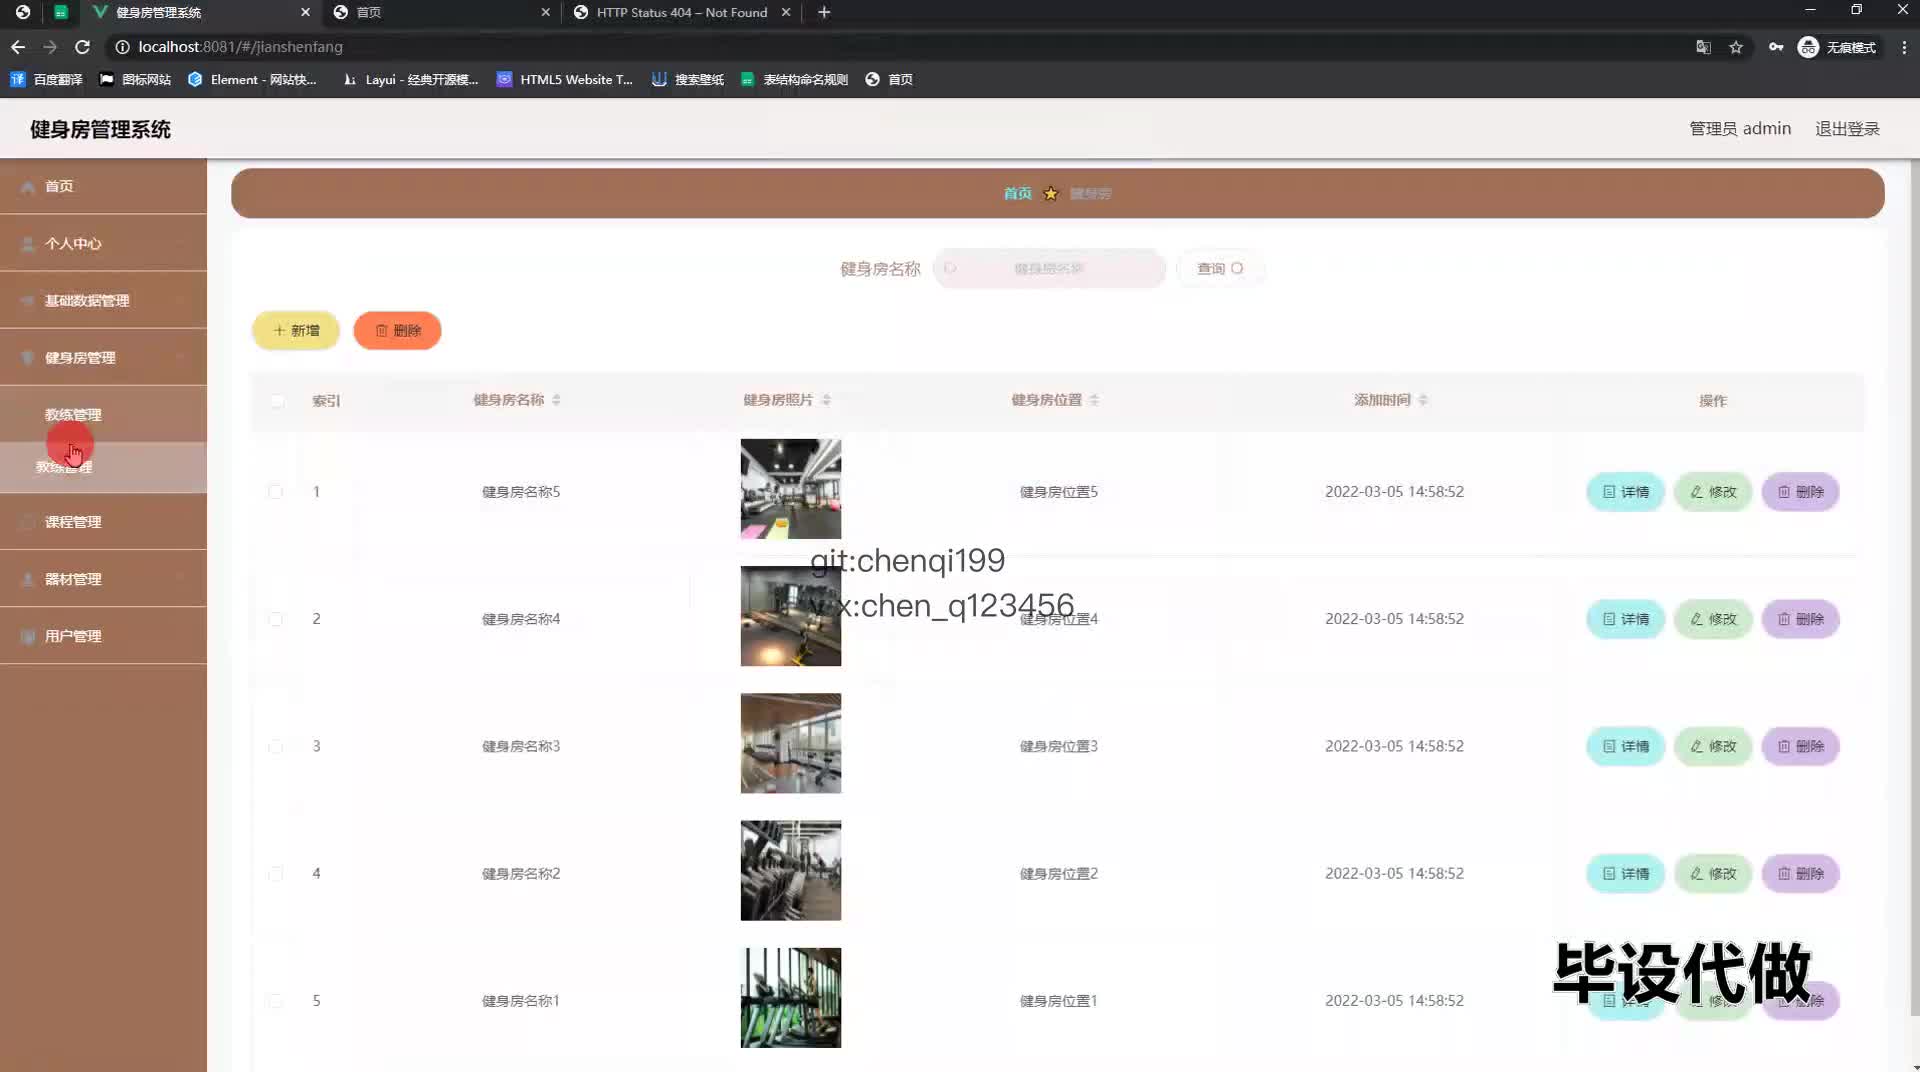 健身房管理系统
首页
HTTP Status 404 – Not Found
localhost:8081/#/jianshenfang
无痕模式
百度翻译
图标网站
Element - 网站快...
Layui - 经典开源模...
HTML5 Website T...
搜索壁纸
表结构命名规则
首页
健身房管理系统
管理员 admin
退出登录
首页
个人中心
基础数据管理
健身房管理
教练管理
教练管理
课程管理
器材管理
用户管理
首页
健身房
健身房名称
健身房名称
查询
新增
删除
索引
健身房名称
健身房照片
健身房位置
添加时间
操作
1
健身房名称5
健身房位置5
2022-03-05 14:58:52
详情
修改
删除
git:chenqi199
v x:chen_q123456
2
健身房名称4
健身房位置4
2022-03-05 14:58:52
详情
修改
删除
3
健身房名称3
健身房位置3
2022-03-05 14:58:52
详情
修改
删除
4
健身房名称2
健身房位置2
2022-03-05 14:58:52
详情
修改
删除
毕设代做
5
健身房名称1
健身房位置1
2022-03-05 14:58:52
详情
修改
删除